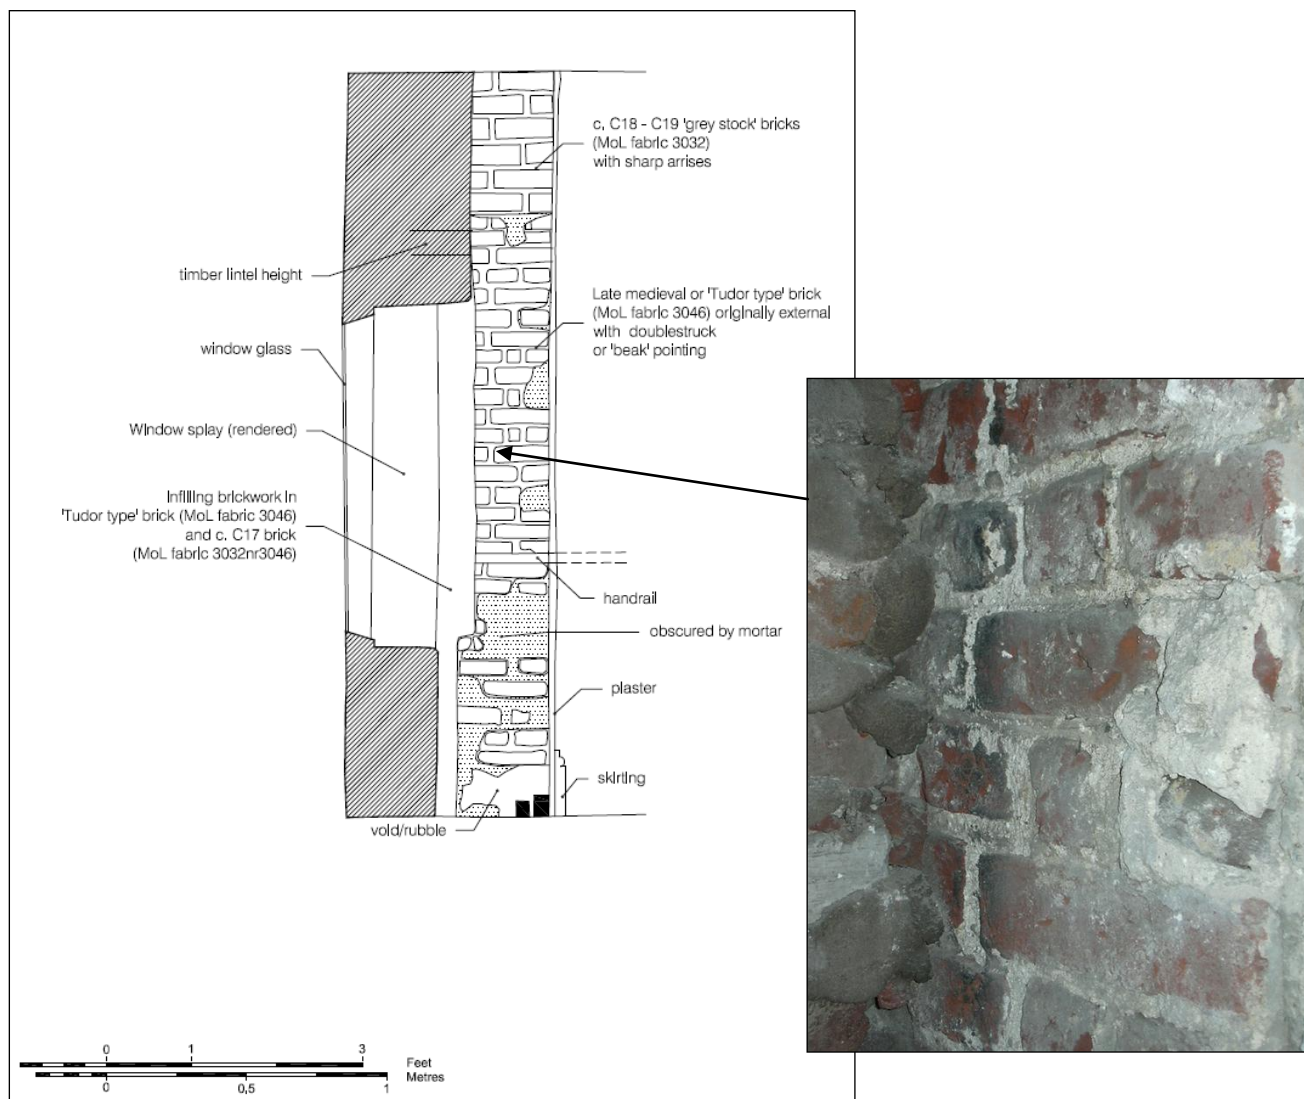 c. C18 - C19 'grey stock' bricks
(MoL fabric 3032)
with sharp arrises
timber lintel height
Late medieval or 'Tudor type' brick
(MoL fabric 3046) originally external
with doublestruck
or 'beak' pointing
window glass
Window splay (rendered)
Infilling brickwork in
'Tudor type' brick (MoL fabric 3046)
and c. C17 brick
(MoL fabric 3032nr3046)
handrail
obscured by mortar
plaster
skirting
void/rubble
0 1 3
Feet
Metres
0 0,5 1